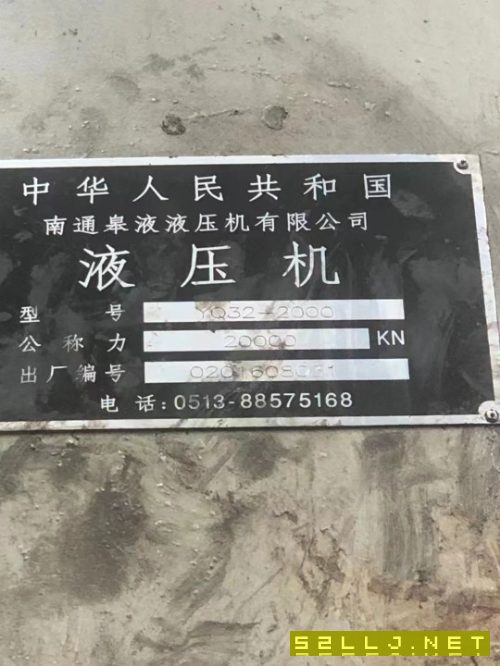 中华人民共和国
南通皋液液压机有限公司
液压机
型号 YQ32-2000
公称力 20000 KN
出厂编号
电话:0513-88575168
52LLJ.NET